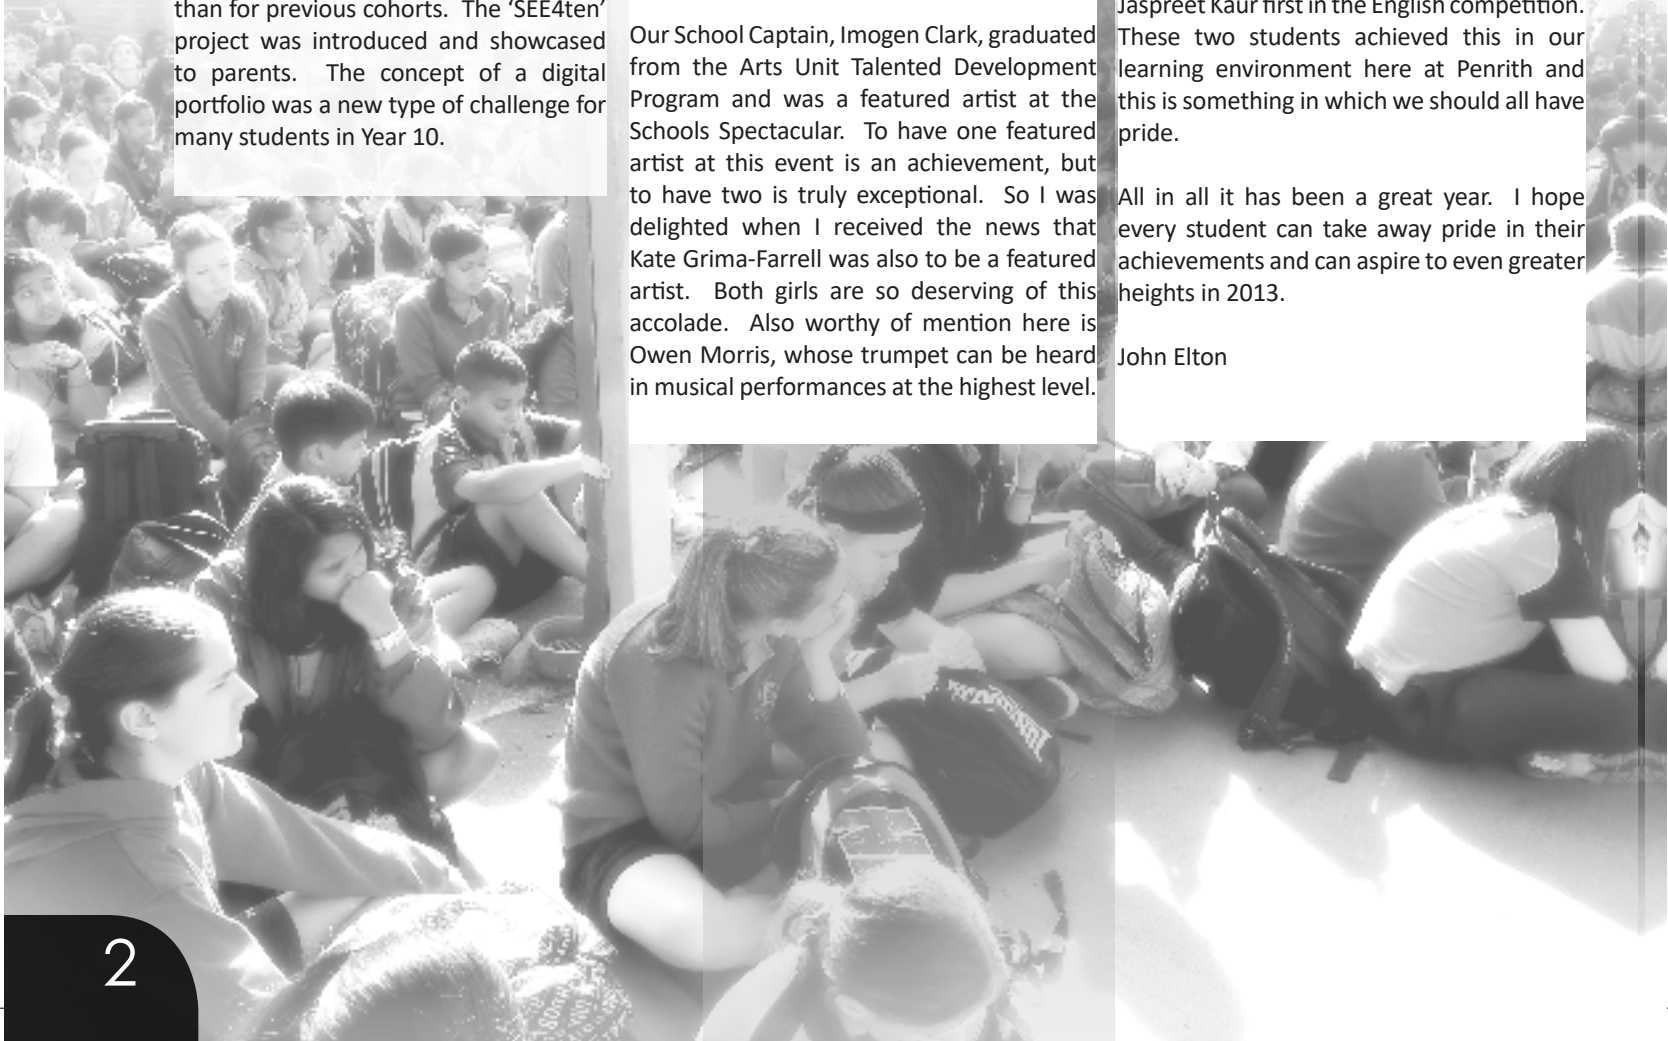 than for previous cohorts. The ‘SEE4ten’
project was introduced and showcased
to parents. The concept of a digital
portfolio was a new type of challenge for
many students in Year 10.
Our School Captain, Imogen Clark, graduated
from the Arts Unit Talented Development
Program and was a featured artist at the
Schools Spectacular. To have one featured
artist at this event is an achievement, but
to have two is truly exceptional. So I was
delighted when I received the news that
Kate Grima-Farrell was also to be a featured
artist. Both girls are so deserving of this
accolade. Also worthy of mention here is
Owen Morris, whose trumpet can be heard
in musical performances at the highest level.
Jaspreet Kaur first in the English competition.
These two students achieved this in our
learning environment here at Penrith and
this is something in which we should all have
pride.
All in all it has been a great year. I hope
every student can take away pride in their
achievements and can aspire to even greater
heights in 2013.
John Elton
2